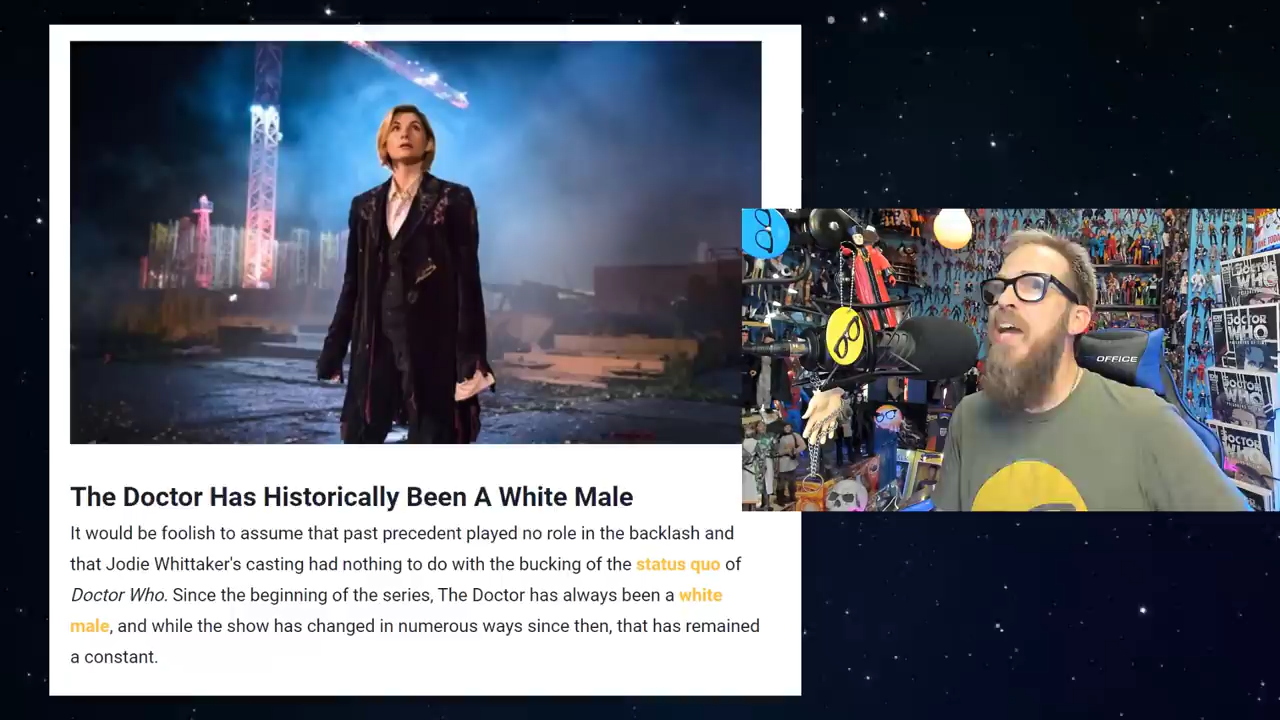 The Doctor Has Historically Been A White Male
It would be foolish to assume that past precedent played no role in the backlash and
that Jodie Whittaker's casting had nothing to do with the bucking of the status quo of
Doctor Who. Since the beginning of the series, The Doctor has always been a white
male, and while the show has changed in numerous ways since then, that has remained
a constant.
OFFICE
DOCTOR
WHO
DOCTOR
WHO
DOCTOR
WHO
DOCTOR